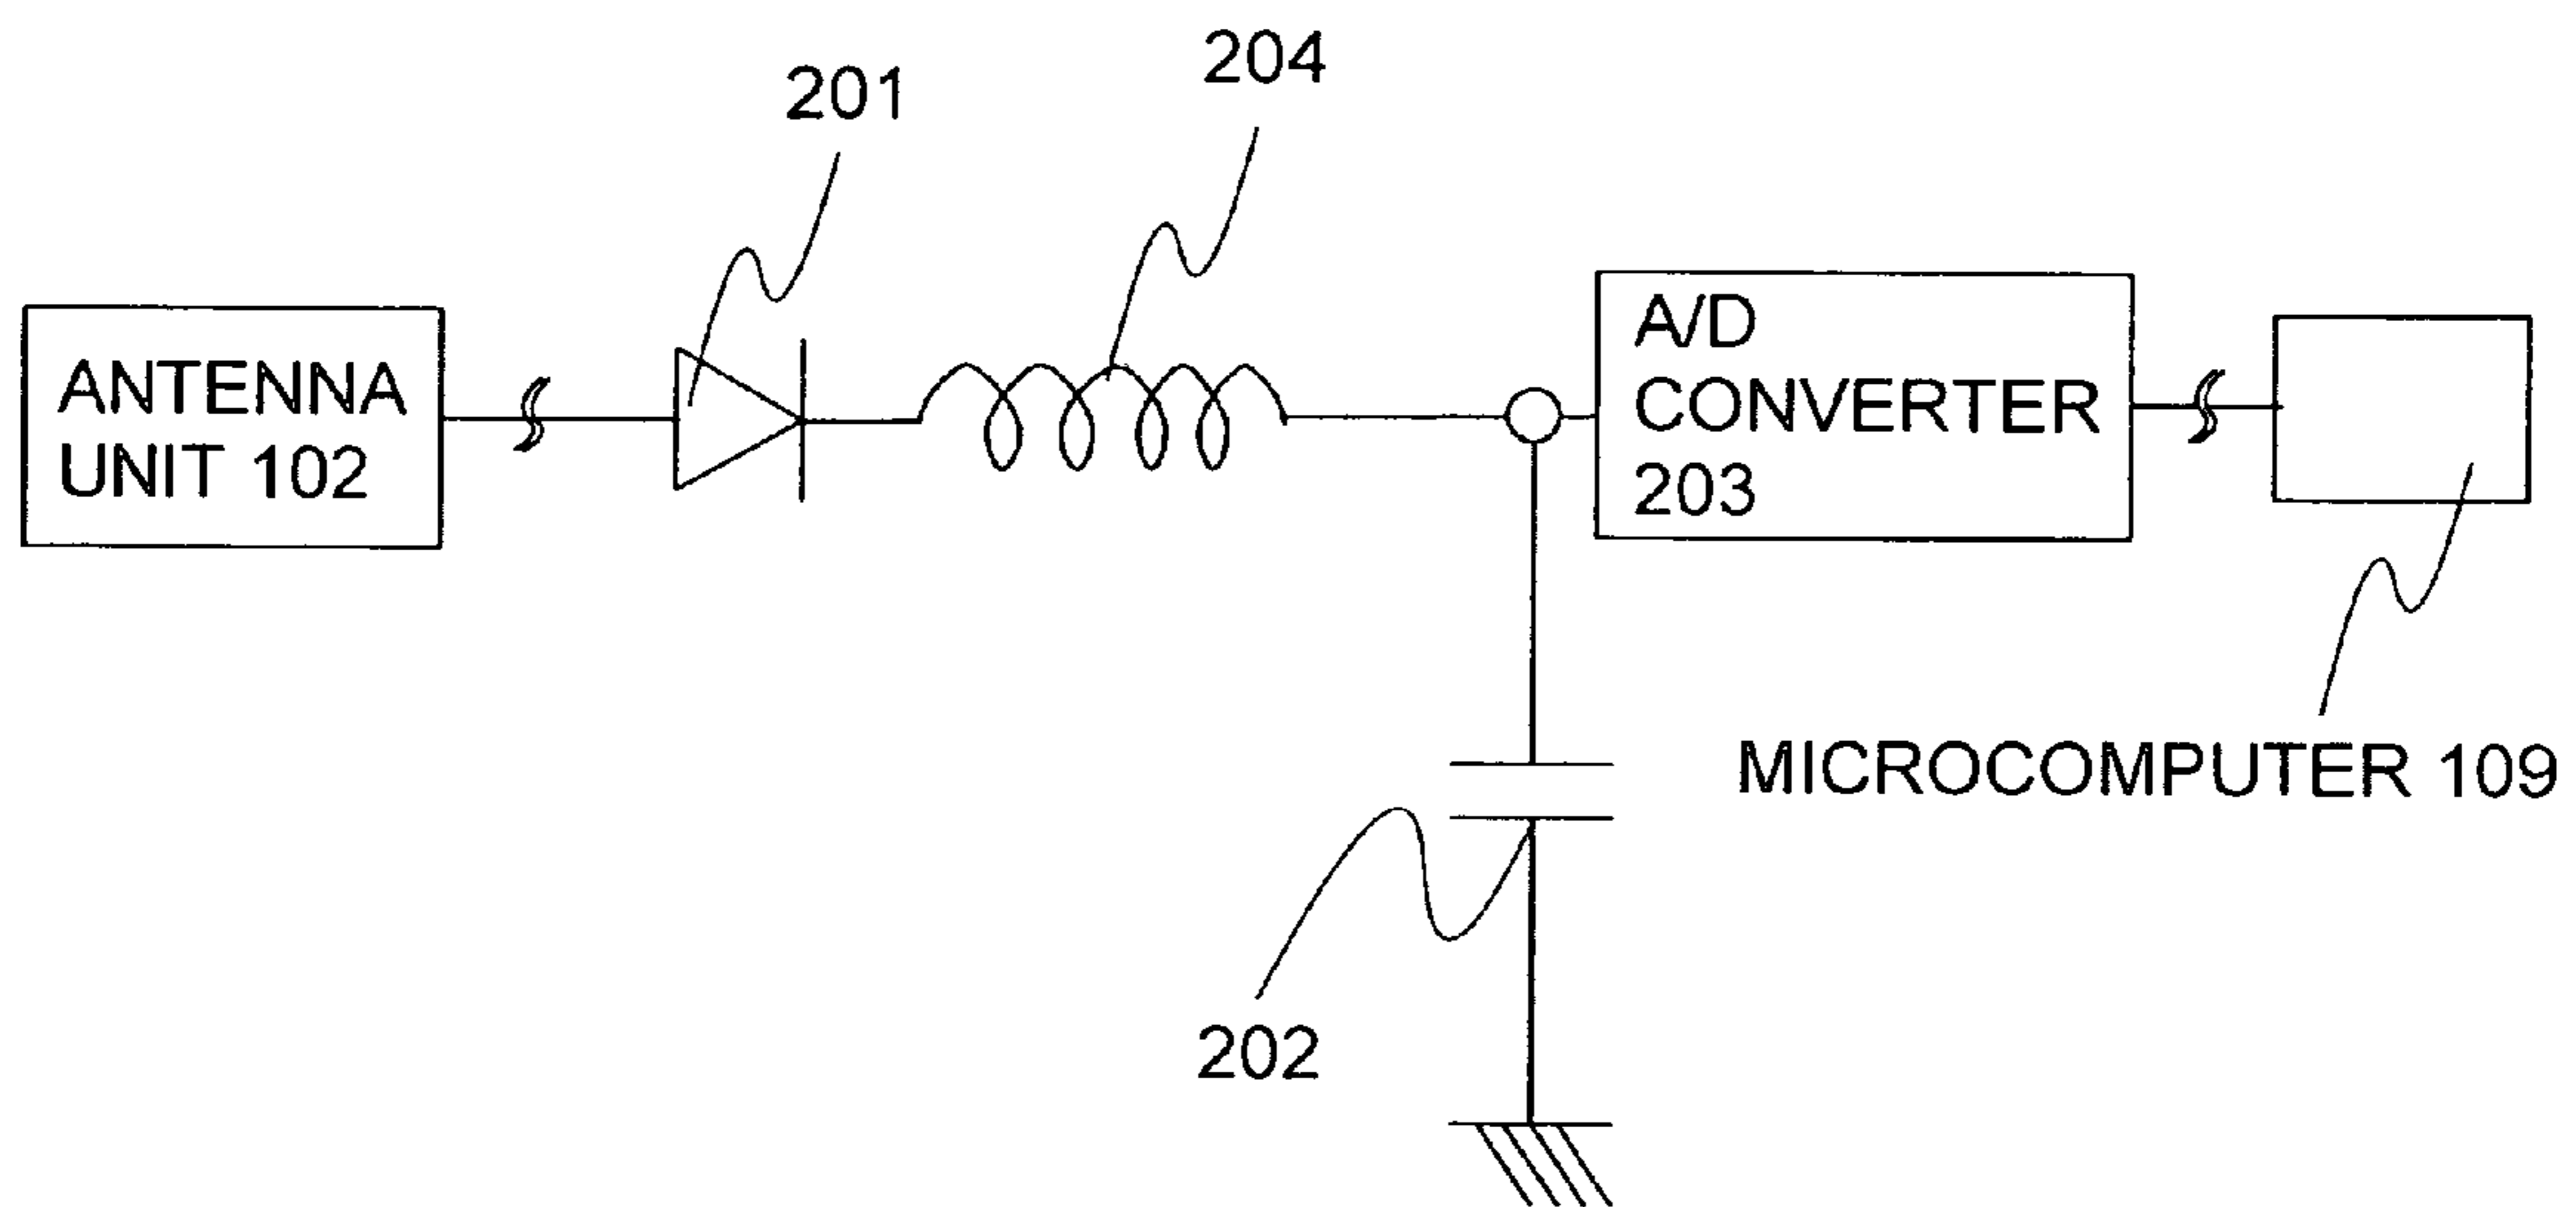 204
201
ANTENNA
UNIT 102
A/D
CONVERTER
203
MICROCOMPUTER 109
202